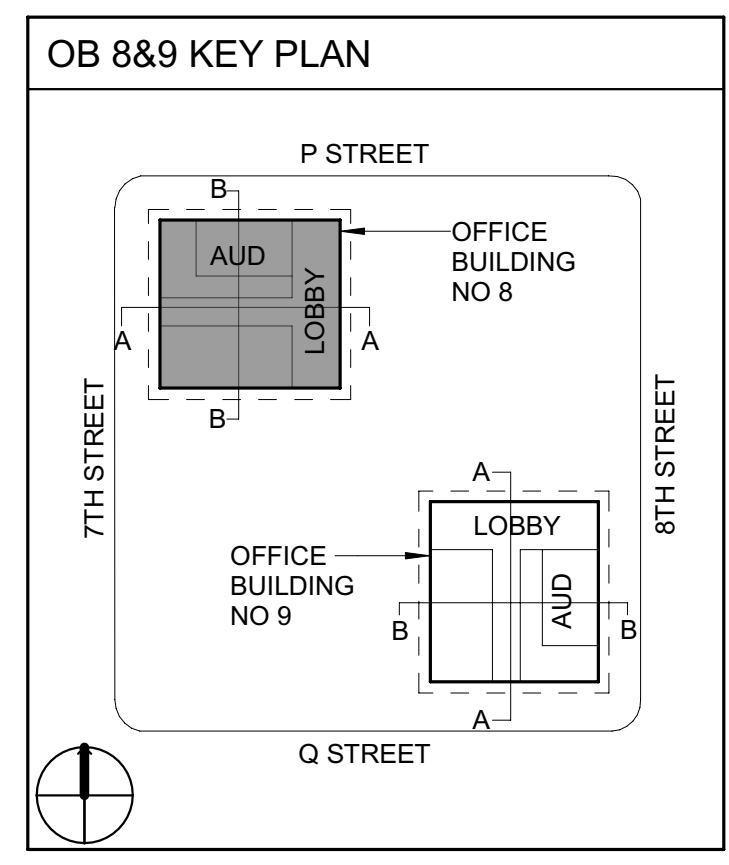 OB 8&9 KEY PLAN
P STREET
B
AUD
LOBBY
OFFICE
BUILDING
NO 8
A
A
B
7TH STREET
8TH STREET
A
LOBBY
OFFICE
BUILDING
NO 9
AUD
B
B
A
Q STREET